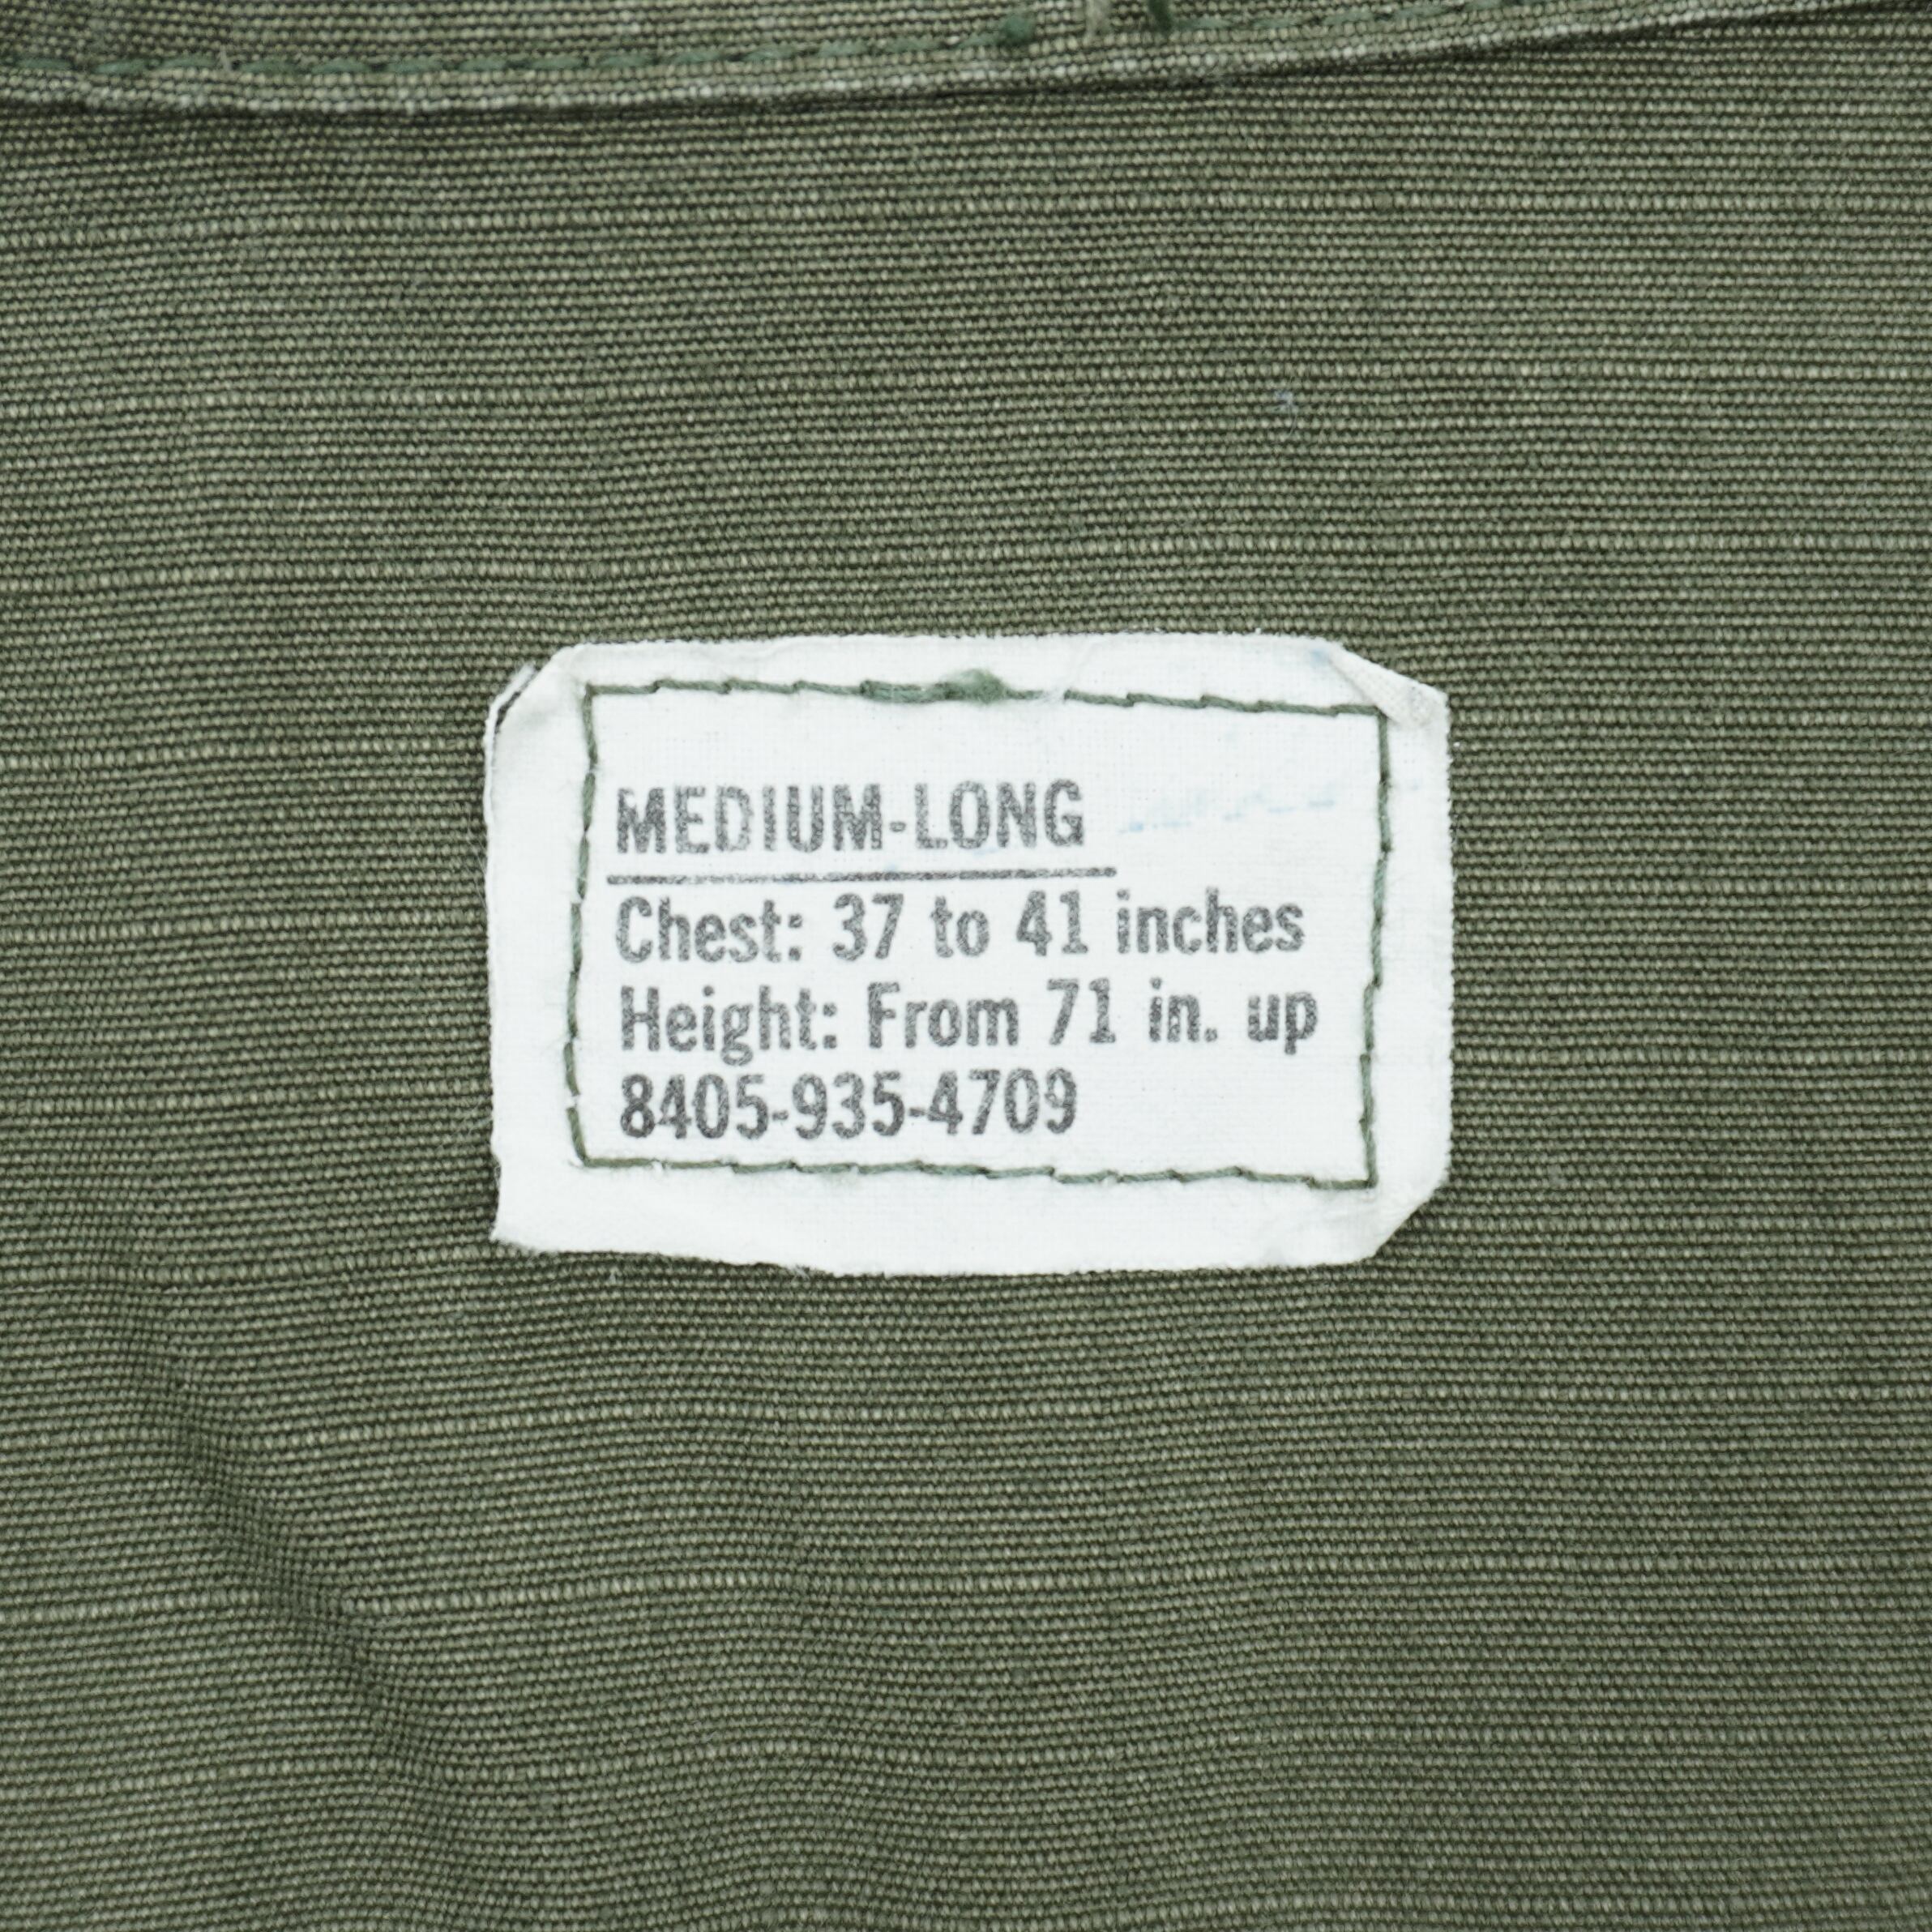 MEDIUM-LONG
Chest: 37 to 41 inches
Height: From 71 in. up
8405-935-4709